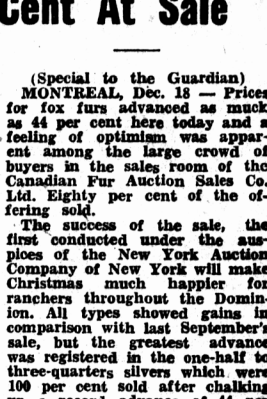 Cent At Sale
(Special to the Guardian)
MONTREAL, Dec. 18 — Prices
for fox furs advanced as much
as 44 per cent here today and a
feeling of optimism was appar-
ent among the large crowd of
buyers in the sales room of the
Canadian Fur Auction Sales Co.
Ltd. Eighty per cent of the of-
fering sold.
The success of the sale, the
first conducted under the aus-
pices of the New York Auction
Company of New York will make
Christmas much happier for
ranchers throughout the Domin-
ion. All types showed gains in
comparison with last September's
sale, but the greatest advance
was registered in the one-half to
three-quarters silvers which were
100 per cent sold after chalking